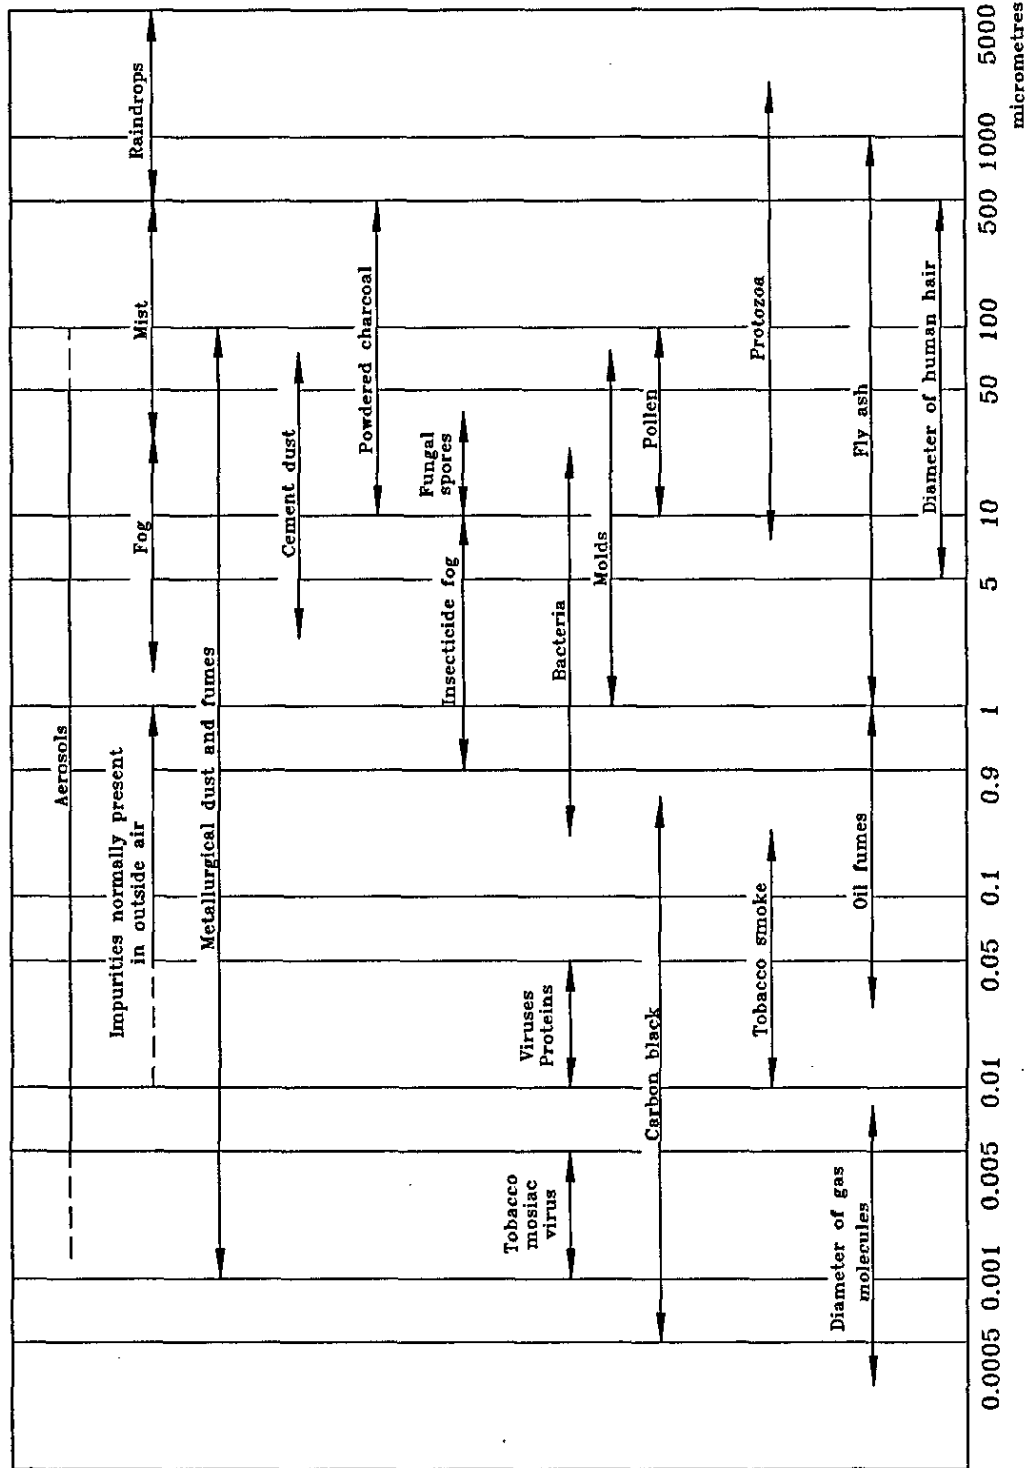 Aerosols
Impurities normally present
in outside air
Fog
Mist
Raindrops
Metallurgical dust and fumes
Cement dust
Powdered charcoal
Insecticide fog
Fungal
spores
Tobacco
mosiac
virus
Viruses
Proteins
Bacteria
Molds
Carbon black
Pollen
Tobacco smoke
Protozoa
Diameter of gas
molecules
Oil fumes
Fly ash
Diameter of human hair
0.0005
0.001
0.005
0.01
0.05
0.1
0.9
1
5
10
50
100
500
1000
5000
micrometres